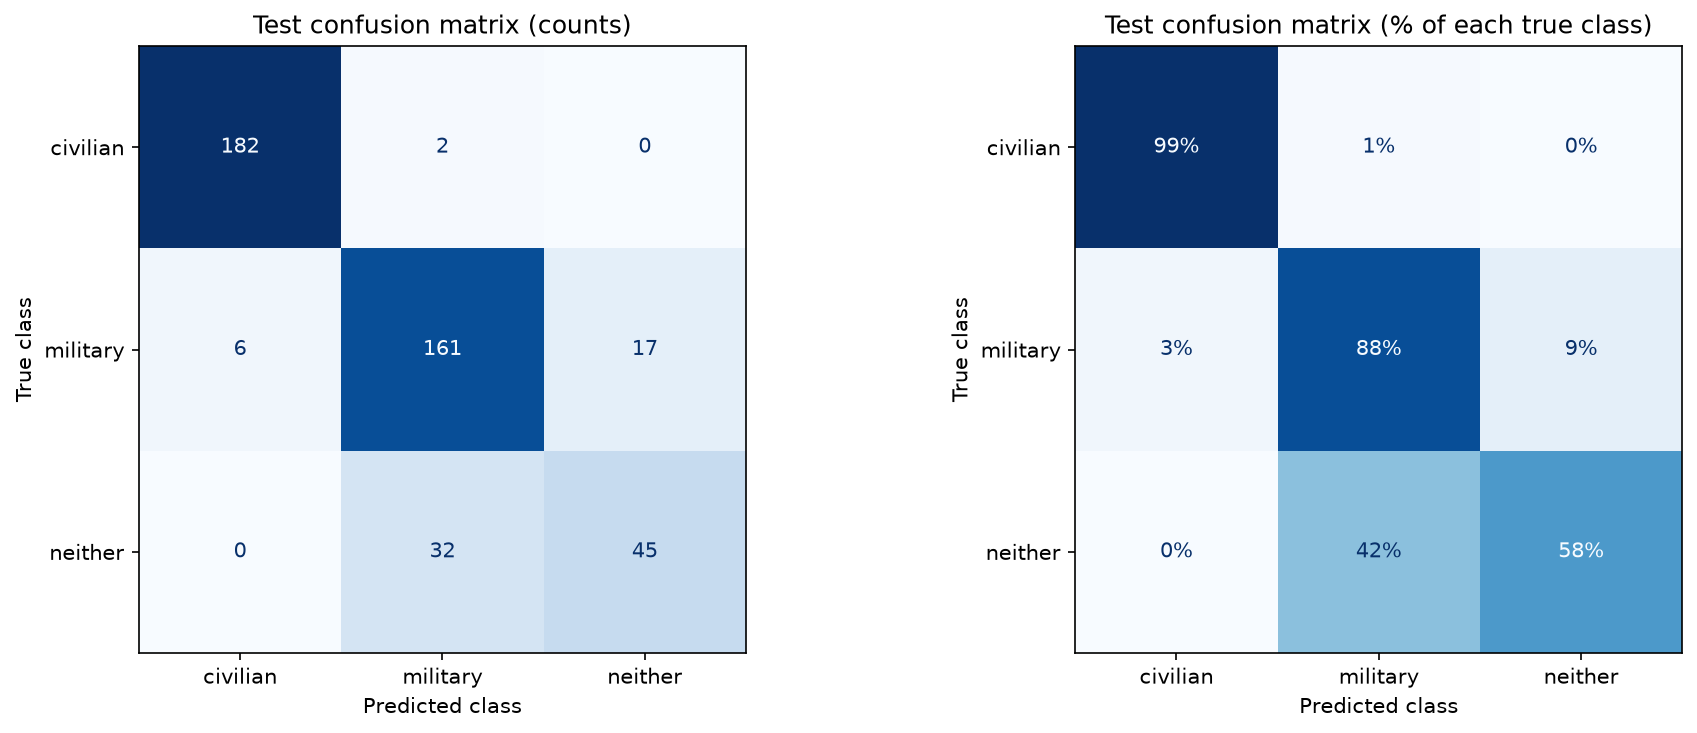 Test confusion matrix (counts)
True class
civilian
182
2
0
military
6
161
17
neither
0
32
45
civilian
military
neither
Predicted class
Test confusion matrix (% of each true class)
True class
civilian
99%
1%
0%
military
3%
88%
9%
neither
0%
42%
58%
civilian
military
neither
Predicted class